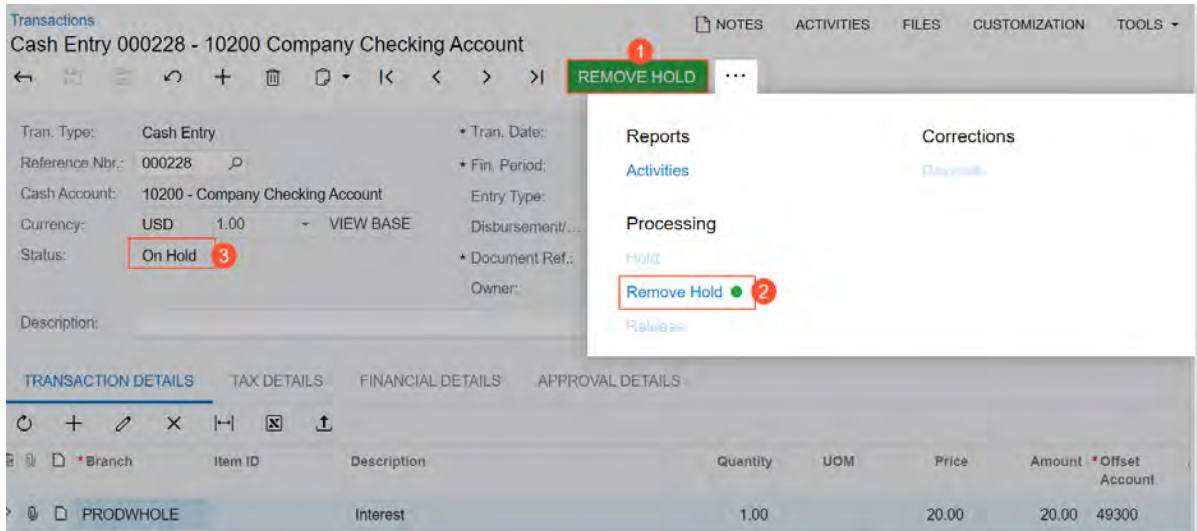 Transactions
NOTES ACTIVITIES FILES CUSTOMIZATION TOOLS
Cash Entry 000228 - 10200 Company Checking Account
1
REMOVE HOLD ...
Tran. Type: Cash Entry
Reference Nbr.: 000228
Cash Account: 10200 - Company Checking Account
Currency: USD 1.00 VIEW BASE
Status: On Hold 3
Description:
* Tran. Date:
* Fin. Period:
Entry Type:
Disbursement/...
* Document Ref.:
Owner:
Reports
Activities
Processing
Hold
Remove Hold 2
Release
Corrections
TRANSACTION DETAILS TAX DETAILS FINANCIAL DETAILS APPROVAL DETAILS
* Branch Item ID Description Quantity UOM Price Amount * Offset
Account
PRODWHOLE Interest 1.00 20.00 20.00 49300